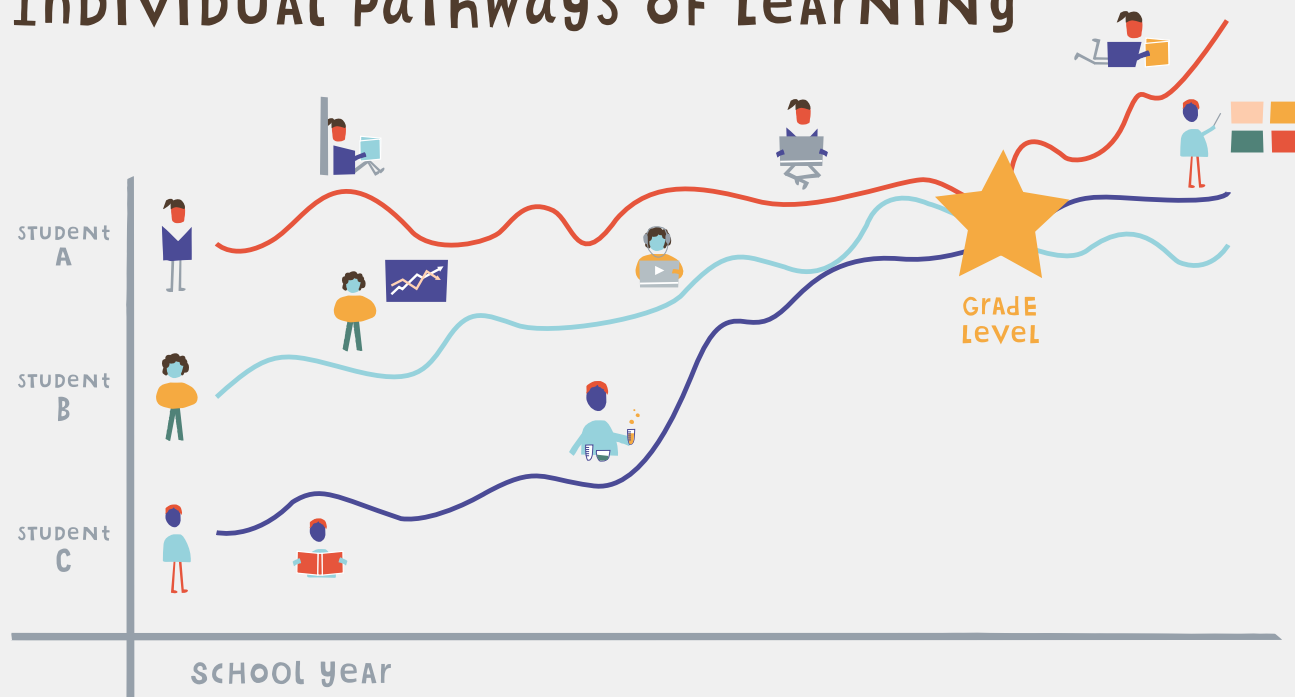 INDIVIDUAL PATHWAYS OF LEARNING
STUDENT
A
STUDENT
B
STUDENT
C
GRADE
LEVEL
SCHOOL YEAR